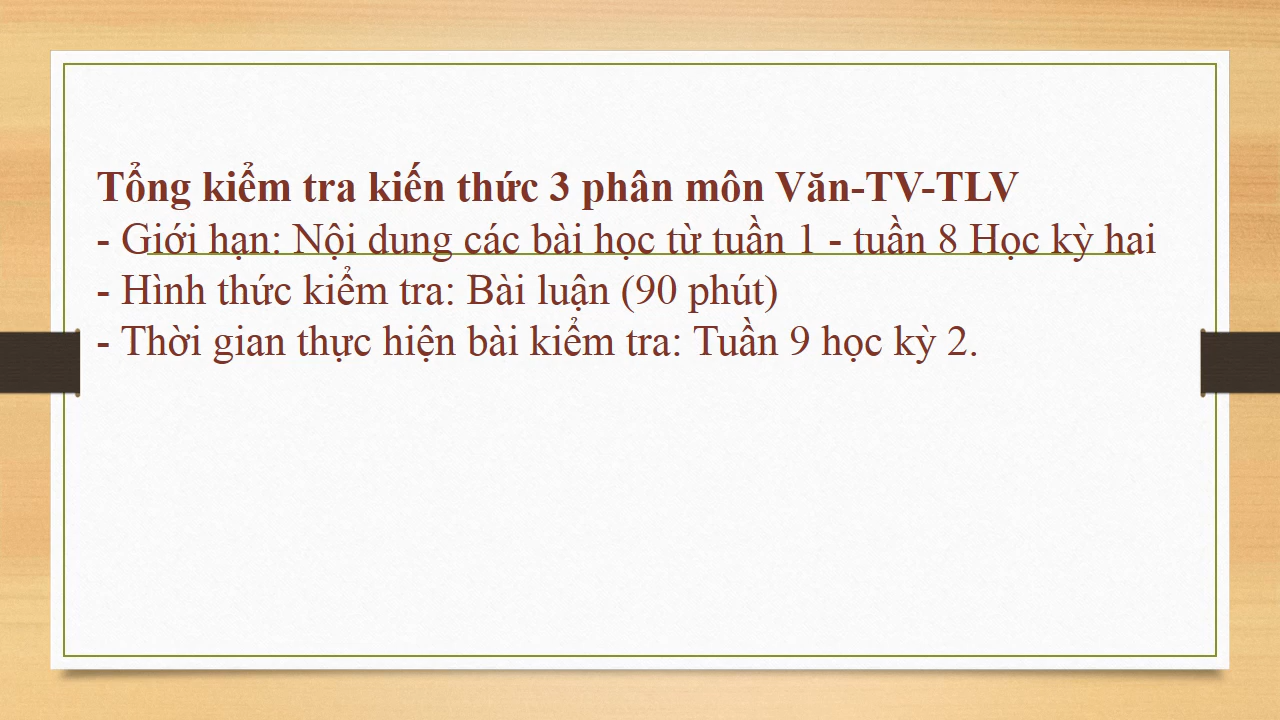 Tổng kiểm tra kiến thức 3 phân môn Văn-TV-TLV
- Giới hạn: Nội dung các bài học từ tuần 1 - tuần 8 Học kỳ hai
- Hình thức kiểm tra: Bài luận (90 phút)
- Thời gian thực hiện bài kiểm tra: Tuần 9 học kỳ 2.